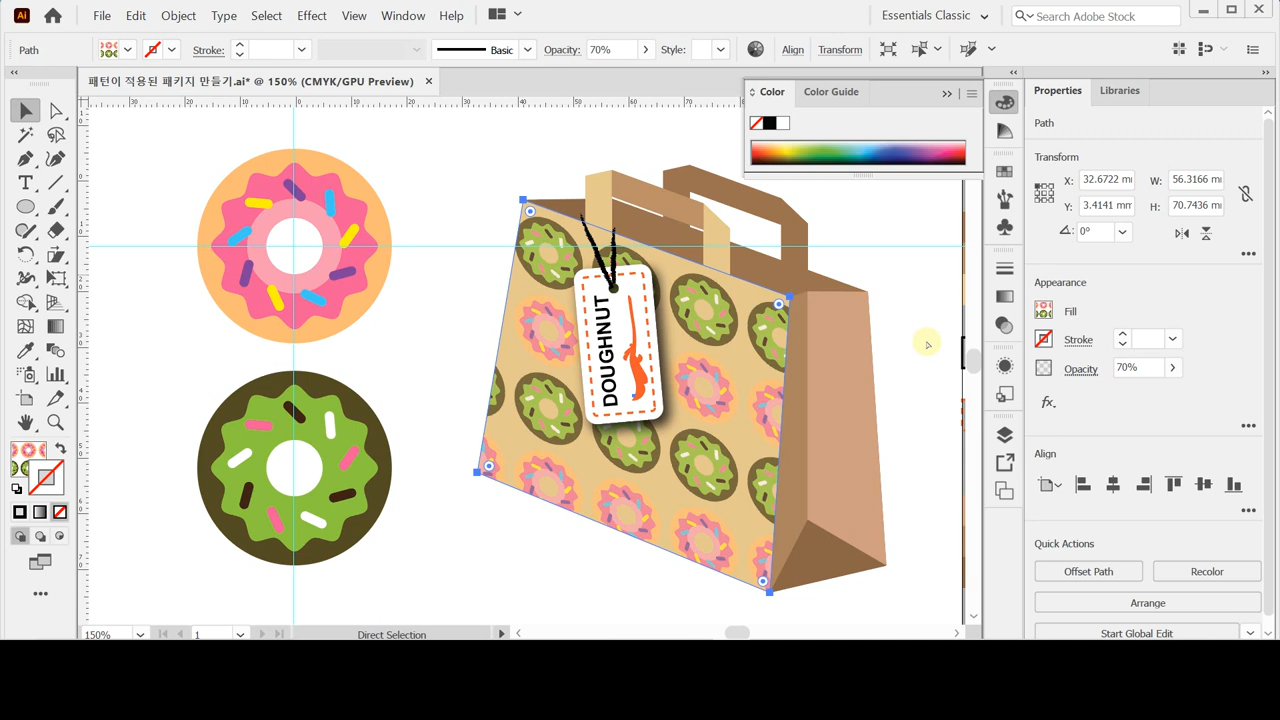 Ai File Edit Object Type Select Effect View Window Help Essentials Classic Search Adobe Stock
Path Stroke: Basic Opacity: 70% Style: Align Transform
패턴이 적용된 패키지 만들기.ai* @ 150% (CMYK/GPU Preview)
Color Color Guide
Properties Libraries
Path
Transform
X: 32.6722 m W: 56.3166 m
Y: 3.4141 mm H: 70.7436 m
0°
Appearance
Fill
Stroke
Opacity 70%
fx.
Align
Quick Actions
Offset Path Recolor
Arrange
Start Global Edit
DOUGHNUT
150% 1 Direct Selection